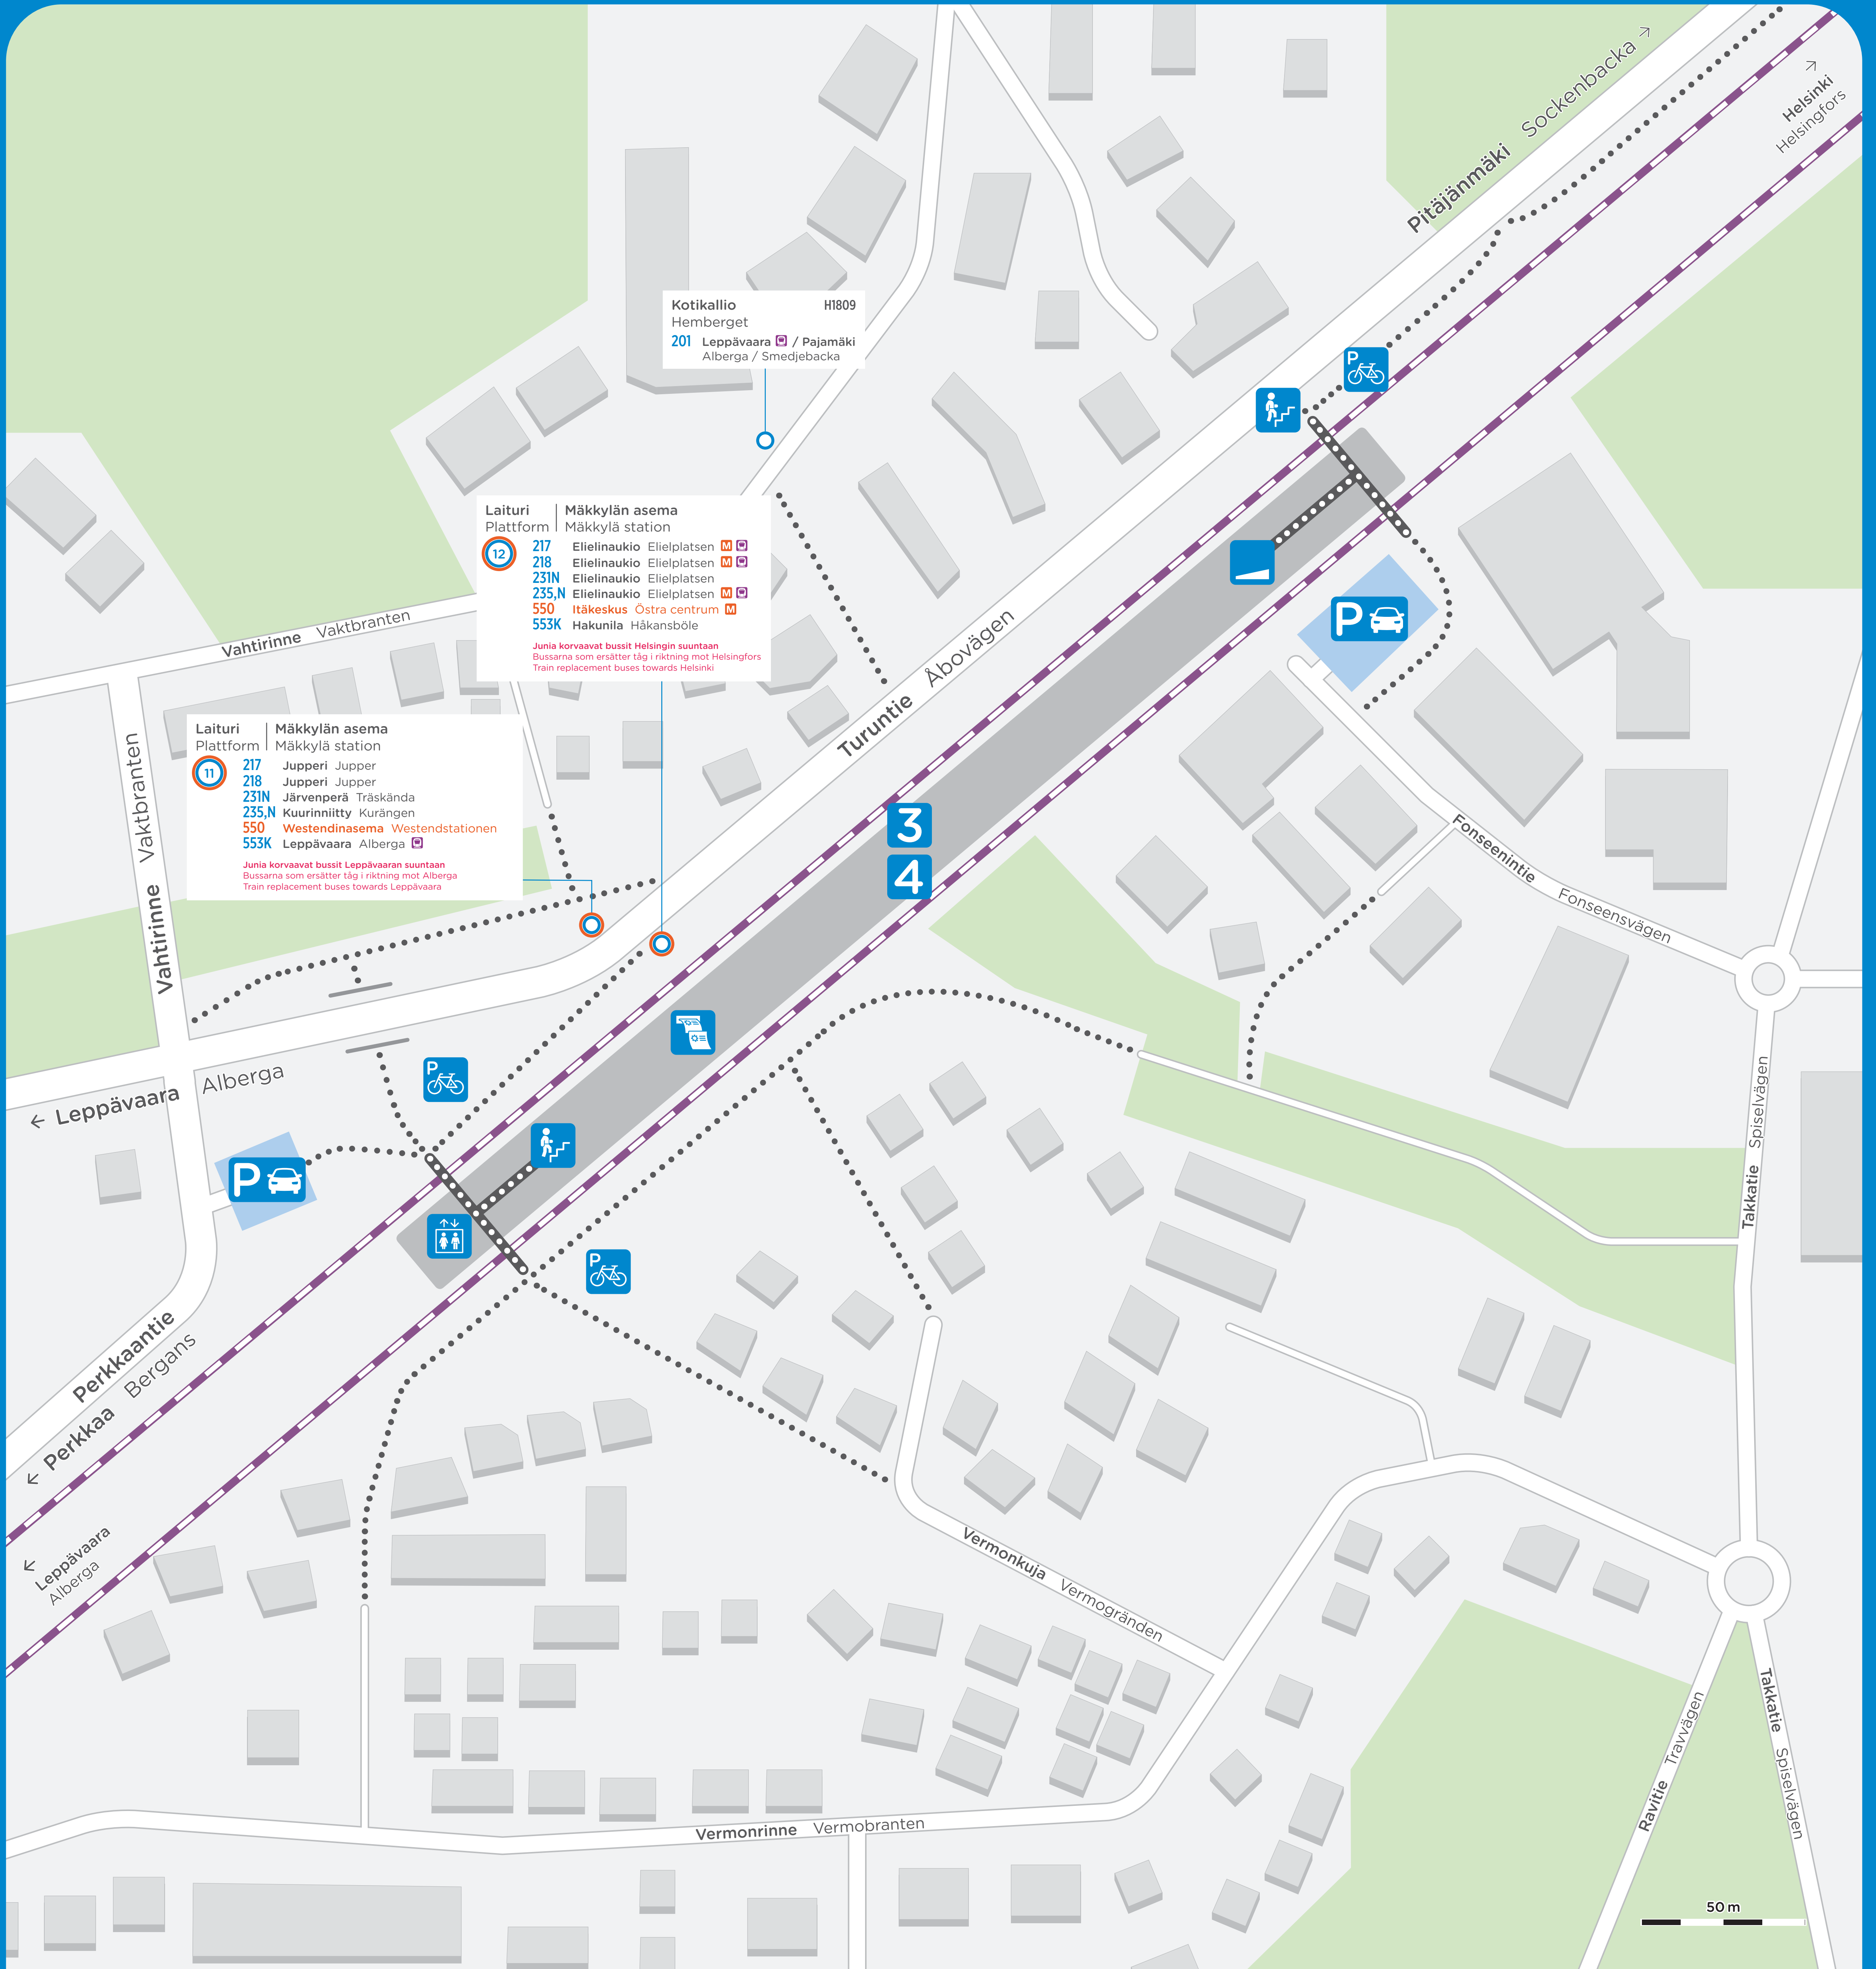 Pitäjänmäki Sockenbacka
Helsinki
Helsingfors
Kotikallio H1809
Hemberget
201 Leppävaara / Pajamäki
Alberga / Smedjebacka
P
Laituri Mäkkylän asema
Plattform Mäkkylä station
12
217 Elielinaukio Elielplatsen M
218 Elielinaukio Elielplatsen M
231N Elielinaukio Elielplatsen
235,N Elielinaukio Elielplatsen M
550 Itäkeskus Östra centrum M
553K Hakunila Håkansböle
Junia korvaavat bussit Helsingin suuntaan
Bussarna som ersätter tåg i riktning mot Helsingfors
Train replacement buses towards Helsinki
P
Vahtirinne Vaktbranten
Turuntie Åbovägen
Laituri Mäkkylän asema
Plattform Mäkkylä station
11
217 Jupperi Jupper
218 Jupperi Jupper
231N Järvenperä Träskända
235,N Kuurinniitty Kurängen
550 Westendinasema Westendstationen
553K Leppävaara Alberga
Junia korvaavat bussit Leppävaaran suuntaan
Bussarna som ersätter tåg i riktning mot Alberga
Train replacement buses towards Leppävaara
Vahtirinne Vaktbranten
3
4
Fonseenintie Fonseensvägen
P
Leppävaara Alberga
P
Takkatie Spiselvägen
P
Perkkaantie
Perkkaa Bergans
Leppävaara
Alberga
Vermonkuja Vermogränden
Takkatie Spiselvägen
Ravitie Travvägen
Vermonrinne Vermobranten
50 m